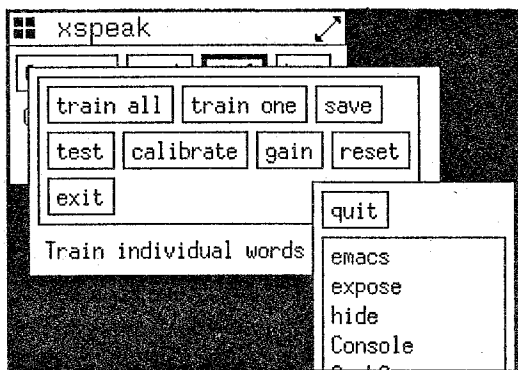 xspeak
train all train one save
test calibrate gain reset
exit
quit
Train individual words
emacs
expose
hide
Console